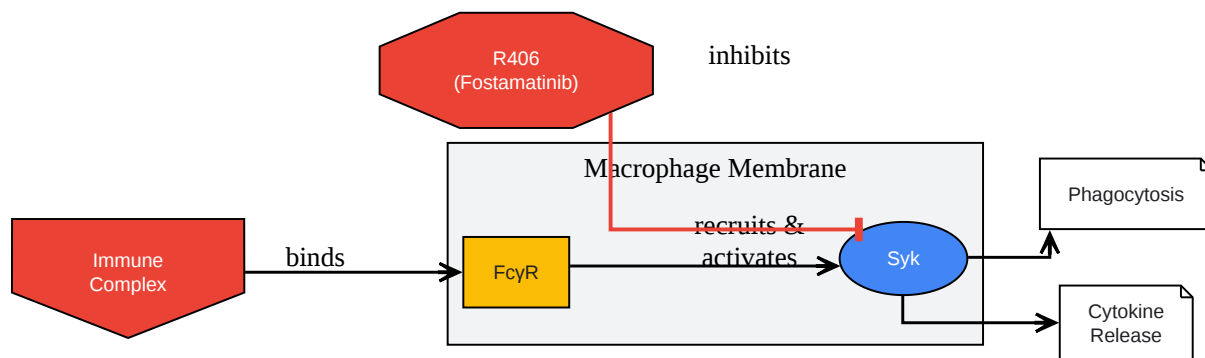 R406
(Fostamatinib)
inhibits
Macrophage Membrane
Phagocytosis
recruits &
activates
binds
Immune
Complex
FcγR
Syk
Cytokine
Release